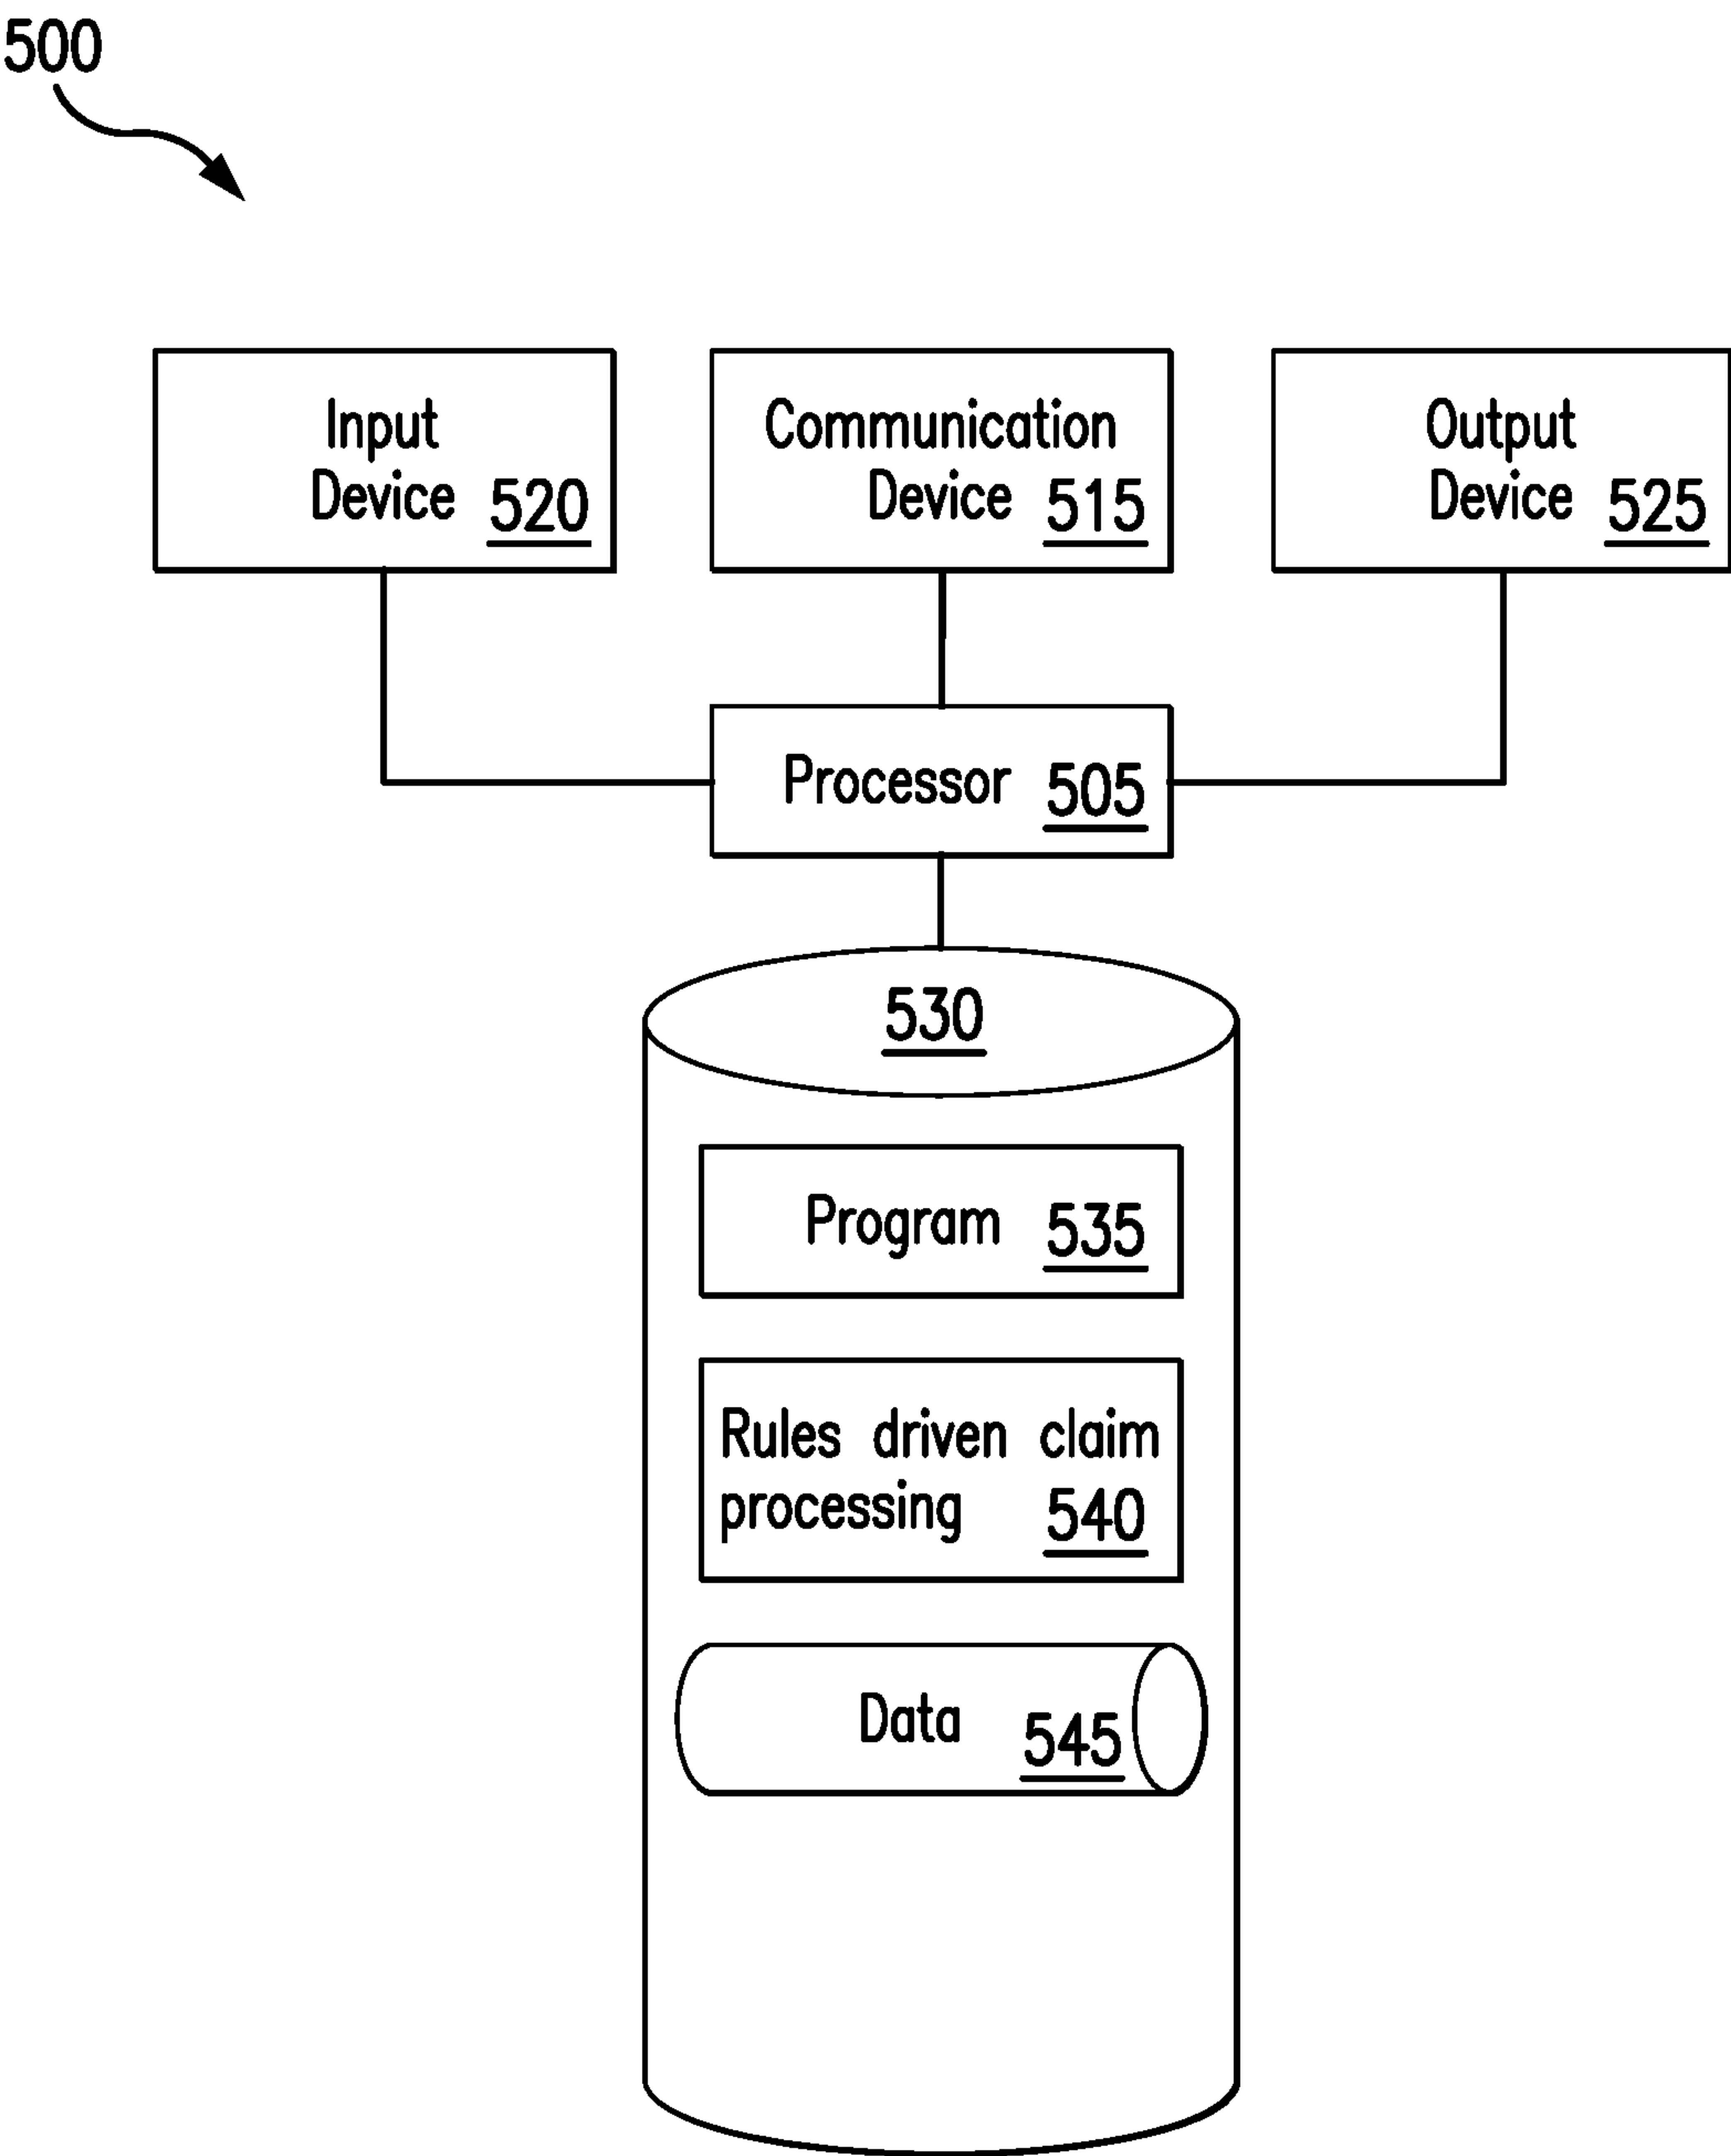 500
Input
Device 520
Communication
Device 515
Output
Device 525
Processor 505
530
Program 535
Rules driven claim
processing 540
Data 545